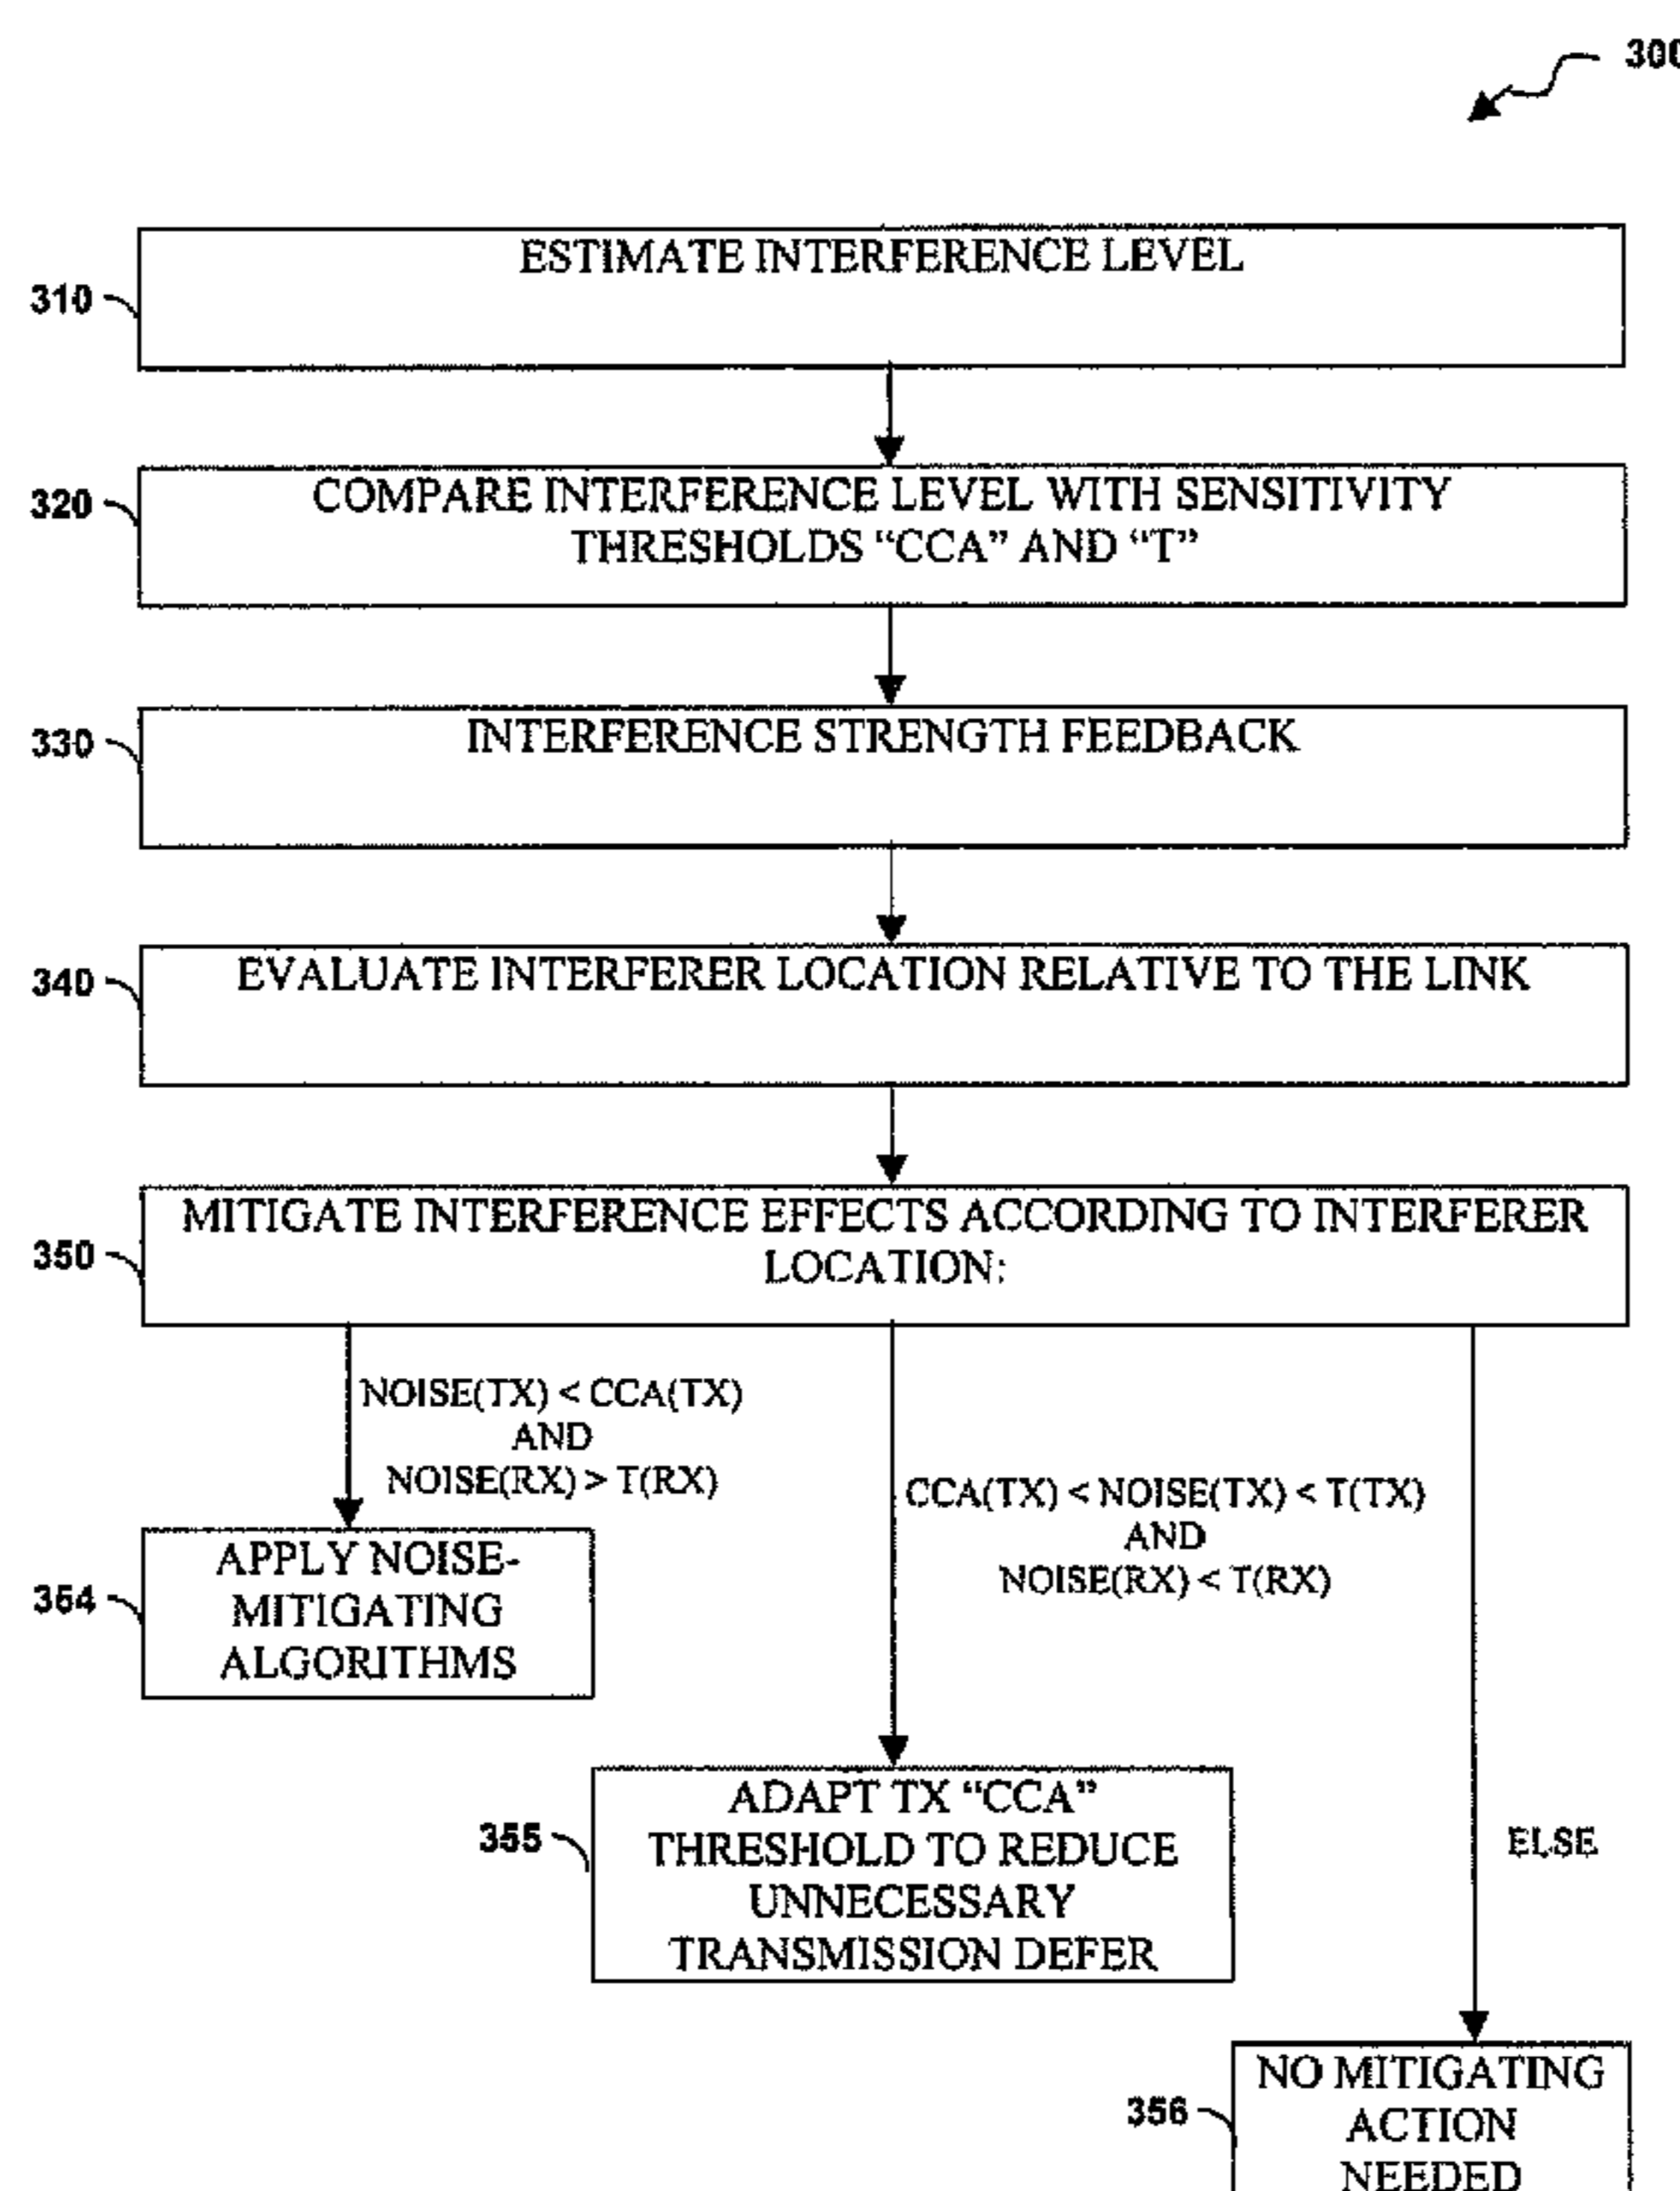 300
ESTIMATE INTERFERENCE LEVEL
310
320
COMPARE INTERFERENCE LEVEL WITH SENSITIVITY
THRESHOLDS “CCA” AND “T”
330
INTERFERENCE STRENGTH FEEDBACK
340
EVALUATE INTERFERER LOCATION RELATIVE TO THE LINK
350
MITIGATE INTERFERENCE EFFECTS ACCORDING TO INTERFERER
LOCATION:
NOISE(TX) < CCA(TX)
AND
NOISE(RX) > T(RX)
CCA(TX) < NOISE(TX) < T(TX)
AND
NOISE(RX) < T(RX)
ELSE
354
APPLY NOISE-
MITIGATING
ALGORITHMS
355
ADAPT TX “CCA”
THRESHOLD TO REDUCE
UNNECESSARY
TRANSMISSION DEFER
356
NO MITIGATING
ACTION
NEEDED